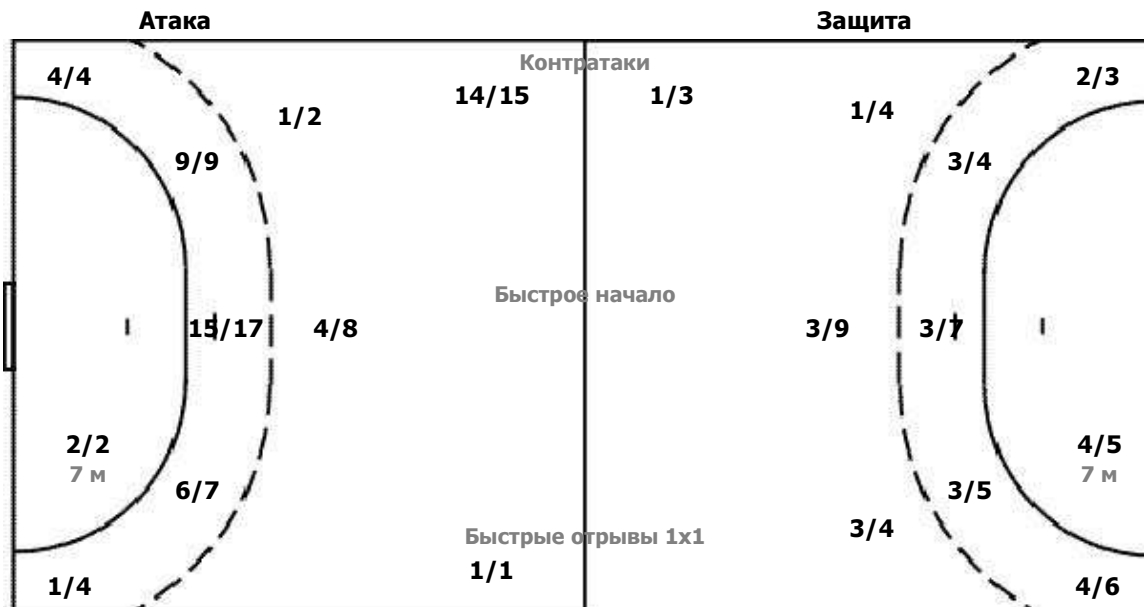 Атака
Защита
Контратаки
4/4
2/3
14/15
1/3
1/2
1/4
9/9
3/4
Быстрое начало
15/17
4/8
3/9
3/7
2/2
4/5
7 м
7 м
6/7
3/5
Быстрые отрывы 1x1
3/4
1/1
1/4
4/6